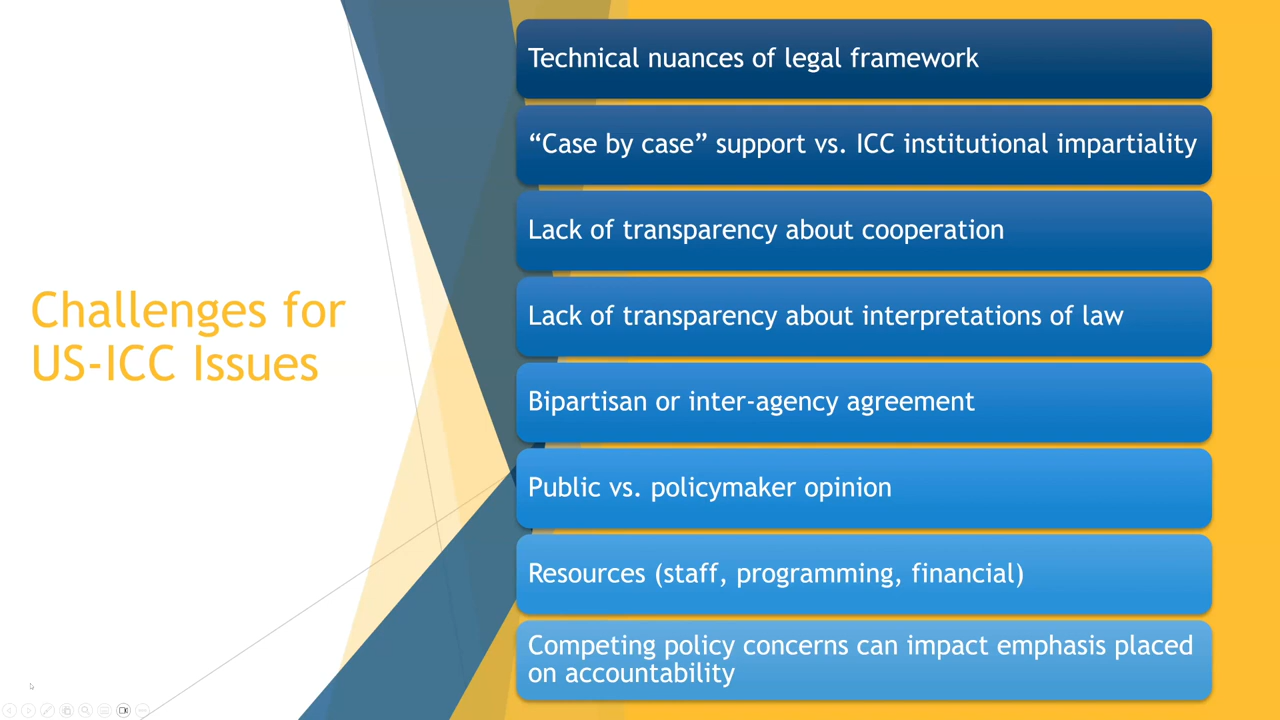 Challenges for
US-ICC Issues
Technical nuances of legal framework
“Case by case” support vs. ICC institutional impartiality
Lack of transparency about cooperation
Lack of transparency about interpretations of law
Bipartisan or inter-agency agreement
Public vs. policymaker opinion
Resources (staff, programming, financial)
Competing policy concerns can impact emphasis placed
on accountability